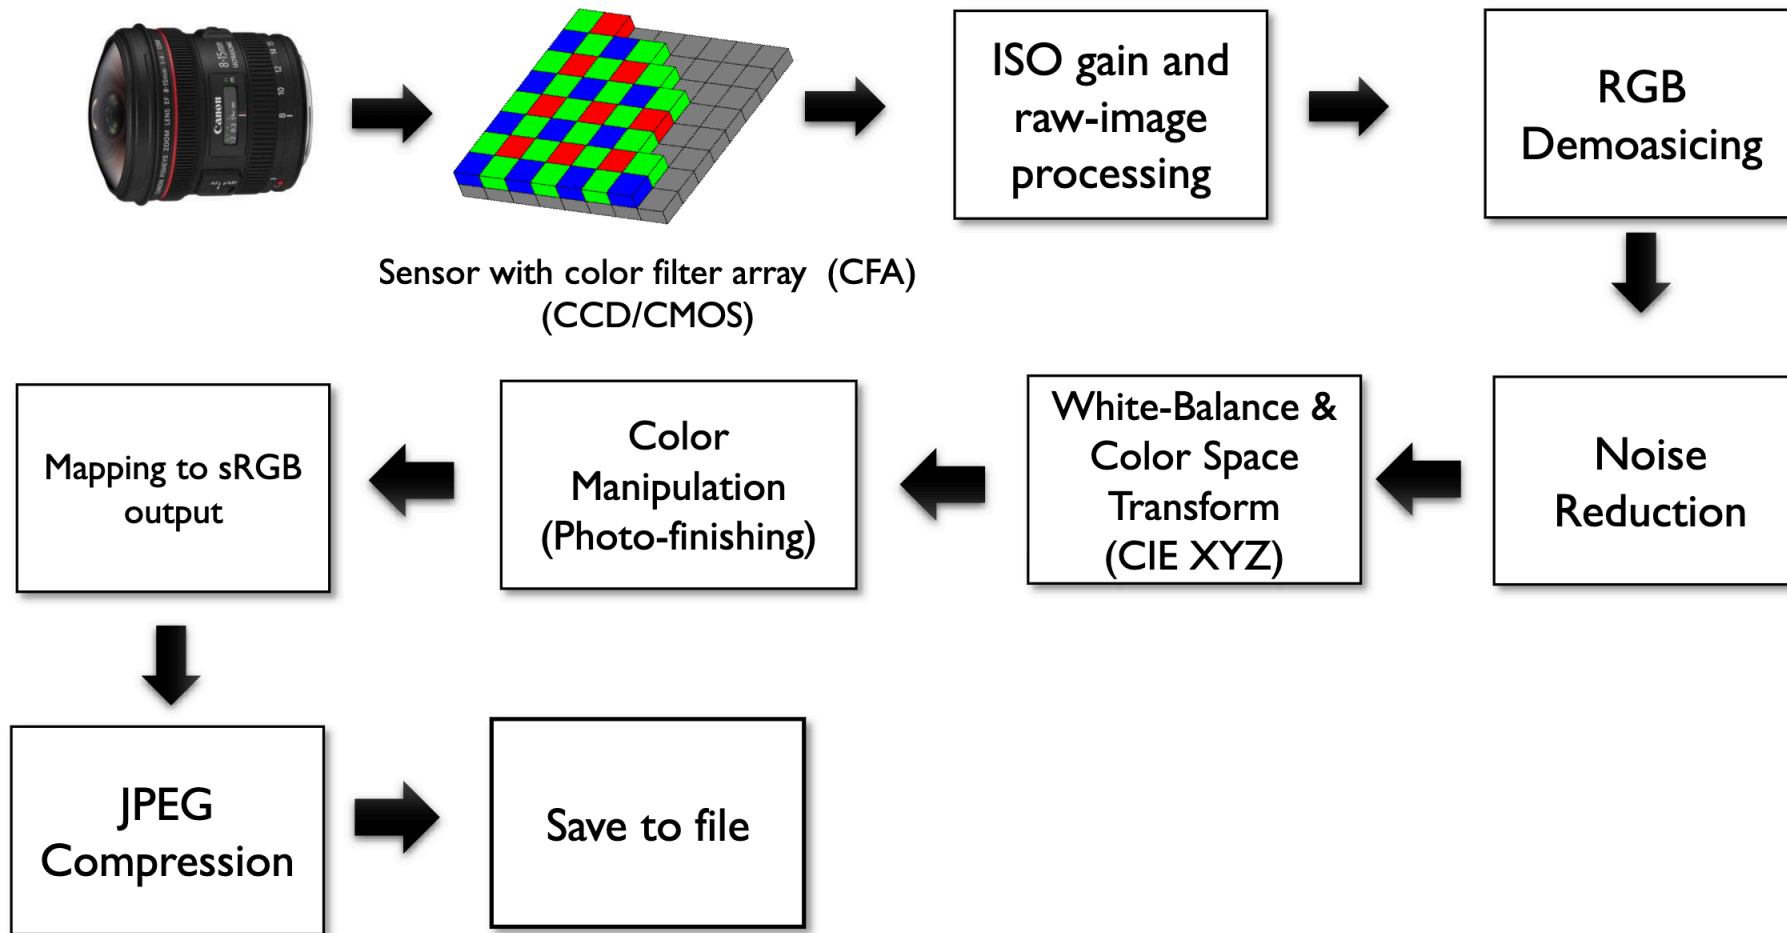 Canon
ISO gain and
raw-image
processing
RGB
Demoasicing
Sensor with color filter array (CFA)
(CCD/CMOS)
Mapping to sRGB
output
Color
Manipulation
(Photo-finishing)
White-Balance &
Color Space
Transform
(CIE XYZ)
Noise
Reduction
JPEG
Compression
Save to file